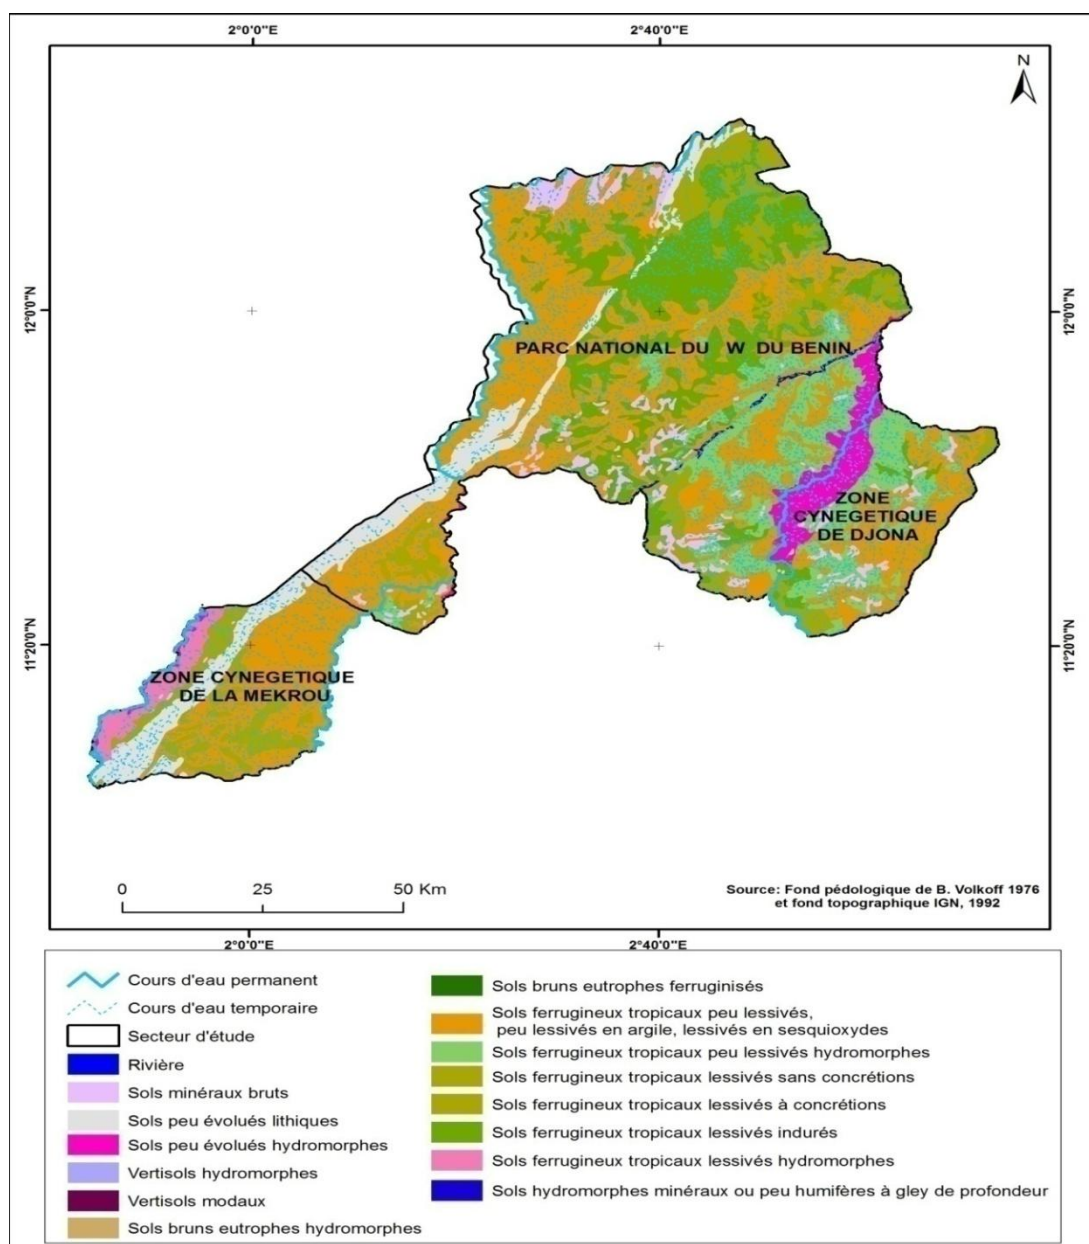 2°0'0"E
2°40'0"E
N
12°0'0"N
12°0'0"N
PARC NATIONAL DU W DU BENIN
ZONE
CYNEGETIQUE
DE DJONA
11°20'0"N
11°20'0"N
ZONE CYNEGETIQUE
DE LA MEKROU
0 25 50 Km
Source: Fond pédologique de B. Volkoff 1976
et fond topographique IGN, 1992
2°0'0"E
2°40'0"E
Cours d'eau permanent
Cours d'eau temporaire
Secteur d'étude
Rivière
Sols minéraux bruts
Sols peu évolués lithiques
Sols peu évolués hydromorphes
Vertisols hydromorphes
Vertisols modaux
Sols bruns eutrophes hydromorphes
Sols bruns eutrophes ferruginisés
Sols ferrugineux tropicaux peu lessivés,
peu lessivés en argile, lessivés en sesquioxydes
Sols ferrugineux tropicaux peu lessivés hydromorphes
Sols ferrugineux tropicaux lessivés sans concrétions
Sols ferrugineux tropicaux lessivés à concrétions
Sols ferrugineux tropicaux lessivés indurés
Sols ferrugineux tropicaux lessivés hydromorphes
Sols hydromorphes minéraux ou peu humifères à gley de profondeur